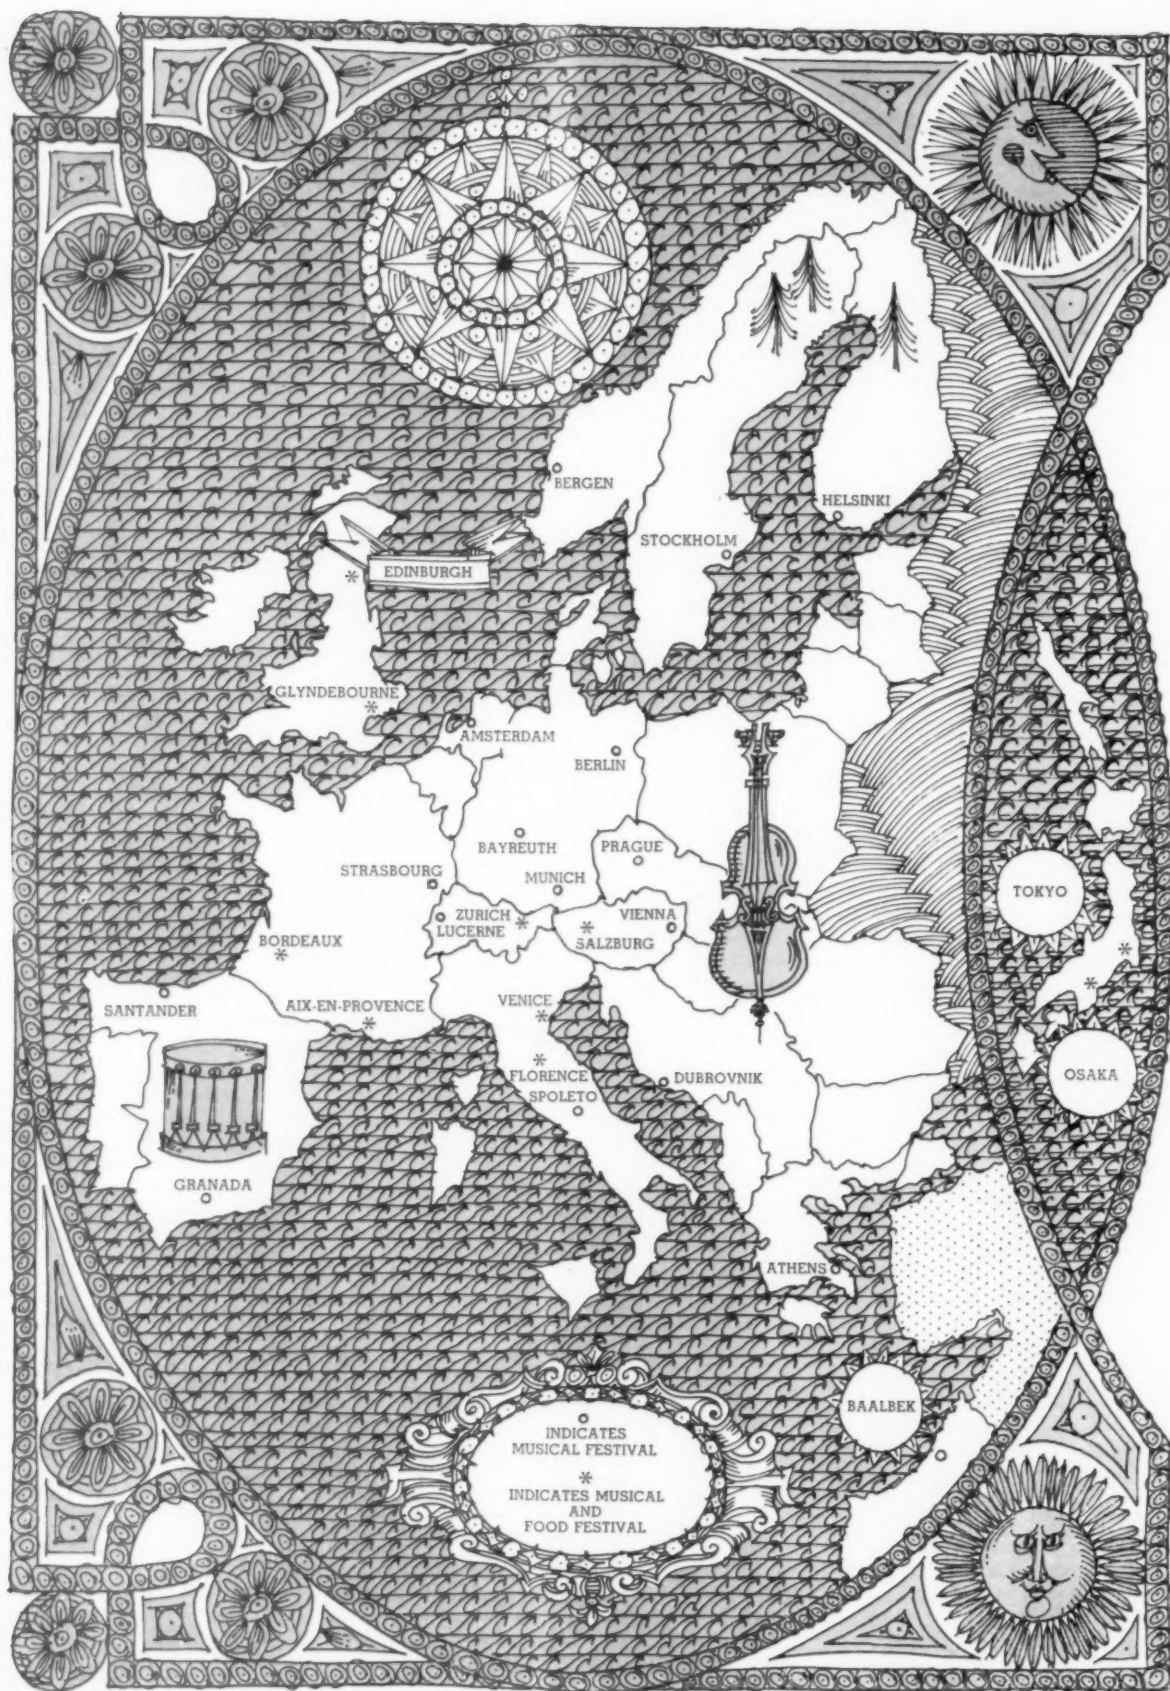 BERGEN
HELSINKI
STOCKHOLM
EDINBURGH
GLYNDEBOURNE
AMSTERDAM
BERLIN
BAYREUTH
PRAGUE
STRASBOURG
MUNICH
TOKYO
ZURICH
LUCERNE
VIENNA
SALZBURG
BORDEAUX
SANTANDER
AIX-EN-PROVENCE
VENICE
FLORENCE
SPOLETO
DUBROVNIK
OSAKA
GRANADA
ATHENS
BAALBEK
INDICATES
MUSICAL FESTIVAL
INDICATES MUSICAL
AND
FOOD FESTIVAL